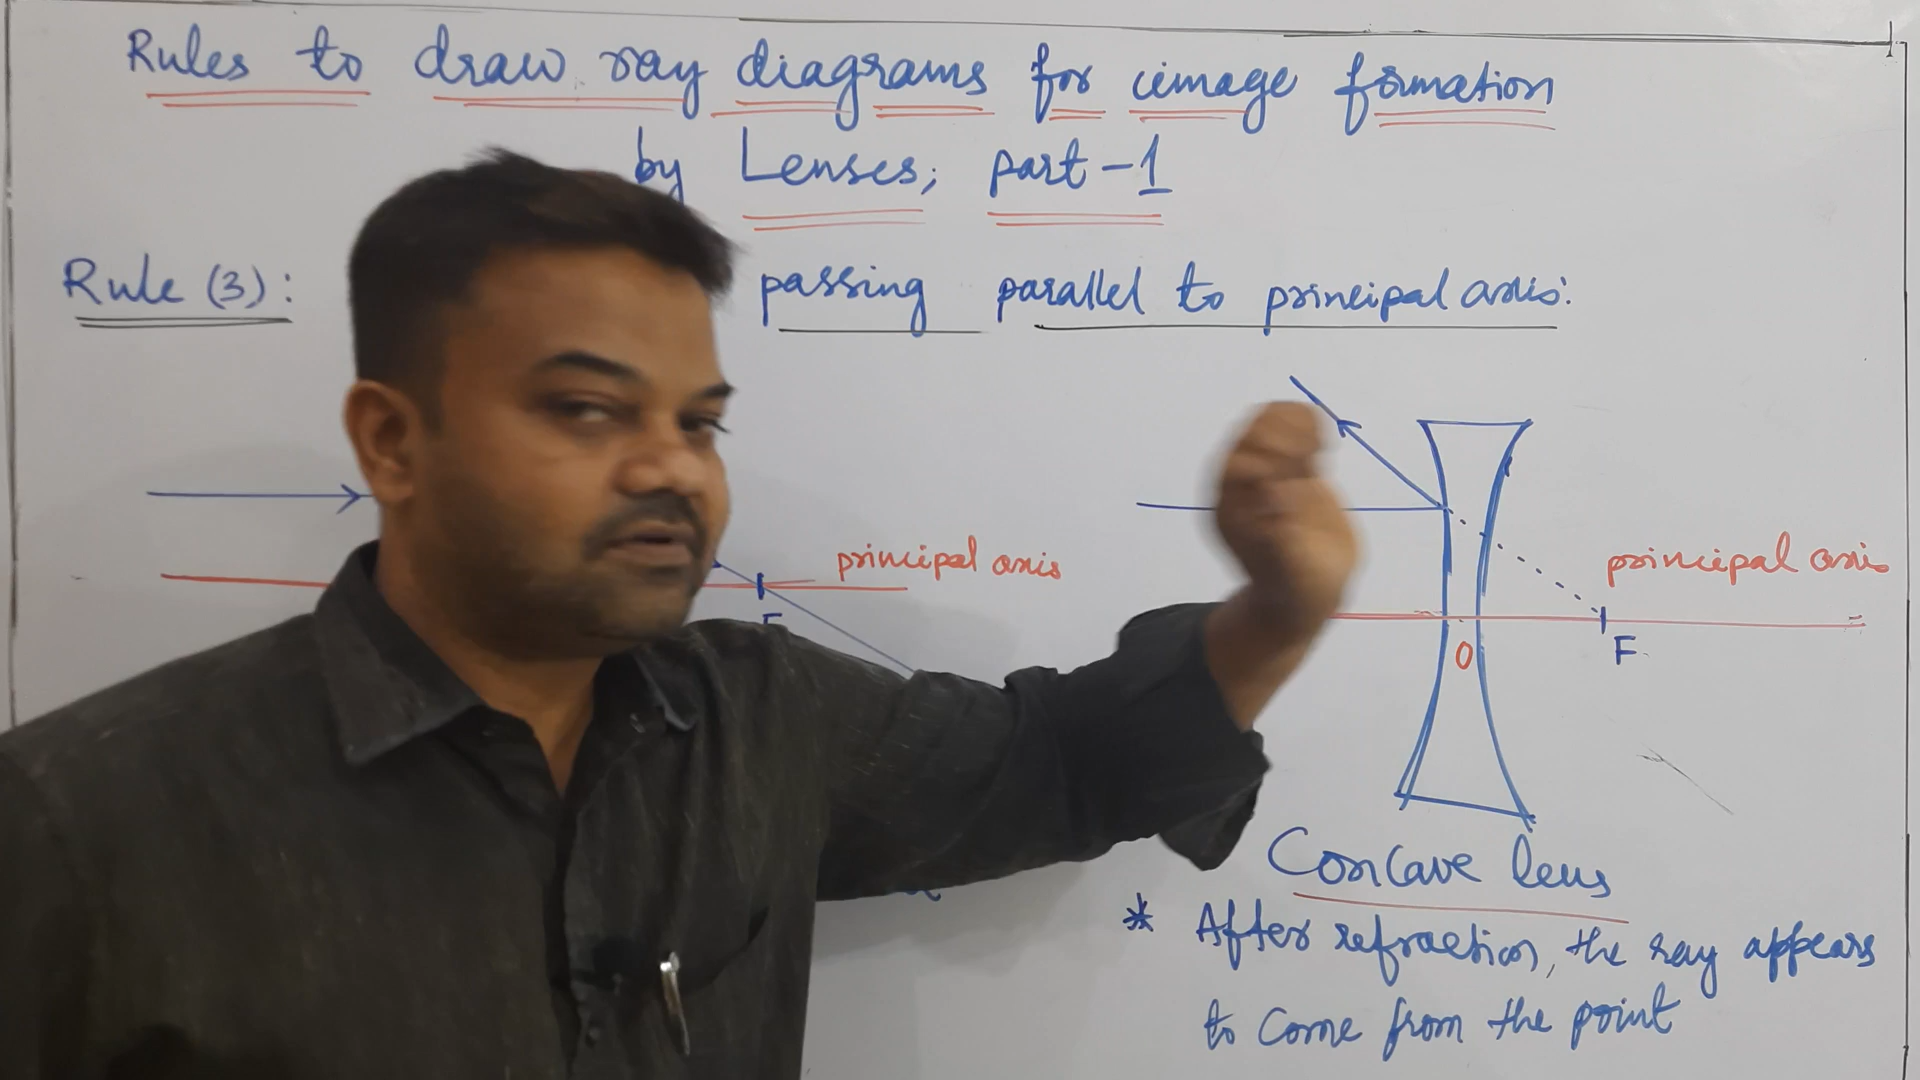 Rules to draw ray diagrams for image formation
by Lenses; part-1
Rule (3): passing parallel to principal axis:
principal axis
principal axis
F
F
O
Concave lens
* After refraction, the ray appears
to come from the point